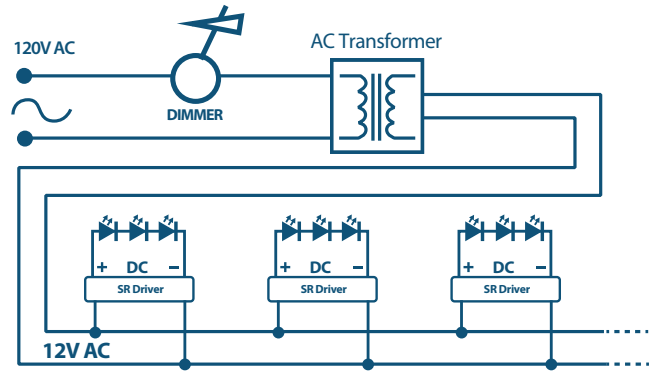 120V AC
AC Transformer
DIMMER
+ DC −
SR Driver
+ DC −
SR Driver
+ DC −
SR Driver
12V AC